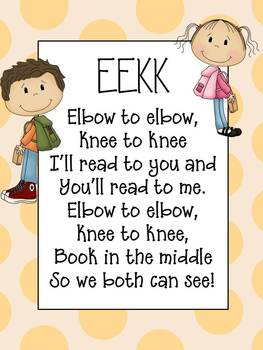 EEKK
Elbow to elbow,
Knee to knee
I'll read to you and
You'll read to me.
Elbow to elbow,
Knee to knee,
Book in the middle
So we both can see!